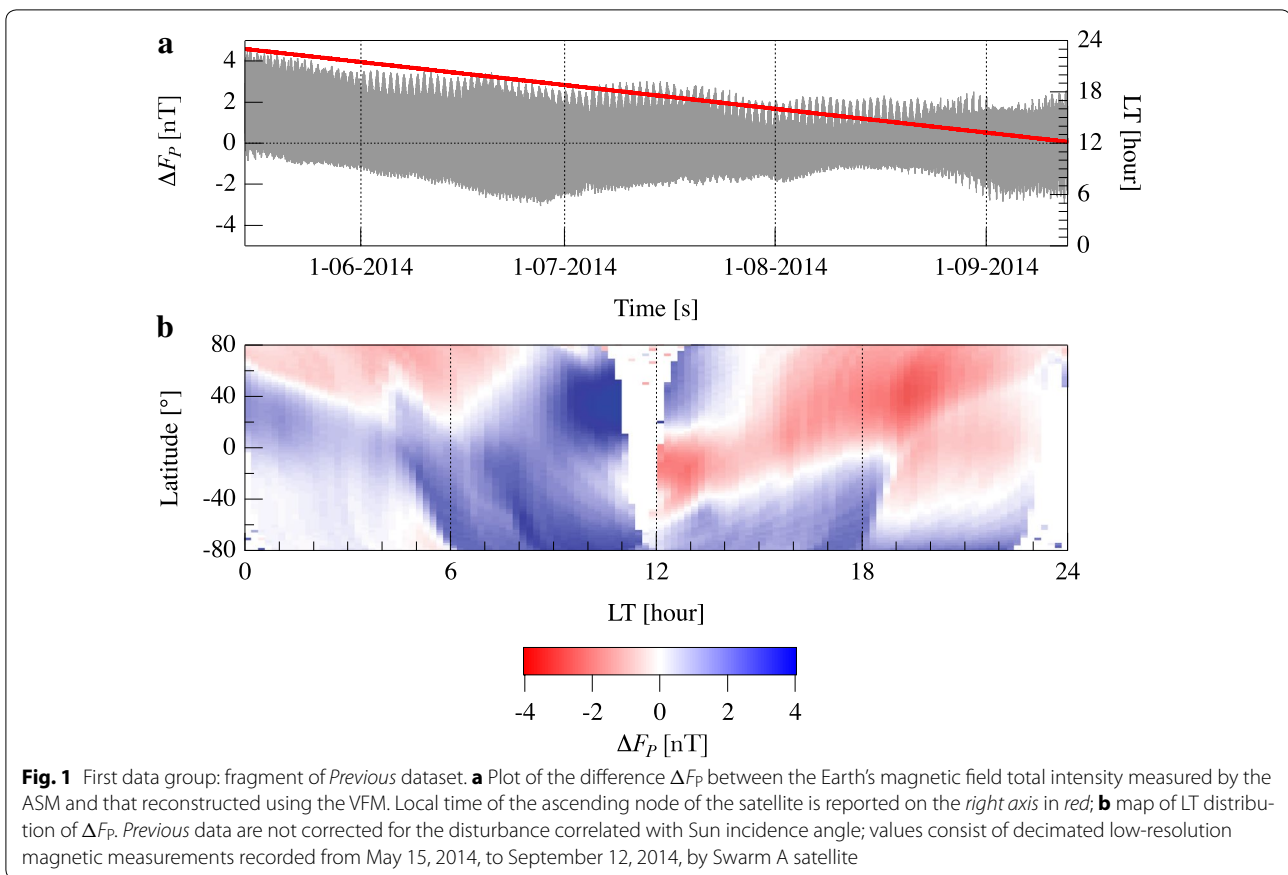 a
4
2
0
-2
-4
ΔF_P [nT]
24
18
12
6
0
LT [hour]
1-06-2014 1-07-2014 1-08-2014 1-09-2014
Time [s]
b
80
40
0
-40
-80
Latitude [°]
0 6 12 18 24
LT [hour]
-4 -2 0 2 4
ΔF_P [nT]
Fig. 1 First data group: fragment of Previous dataset. a Plot of the difference ΔF_P between the Earth's magnetic field total intensity measured by the
ASM and that reconstructed using the VFM. Local time of the ascending node of the satellite is reported on the right axis in red; b map of LT distribu-
tion of ΔF_P. Previous data are not corrected for the disturbance correlated with Sun incidence angle; values consist of decimated low-resolution
magnetic measurements recorded from May 15, 2014, to September 12, 2014, by Swarm A satellite